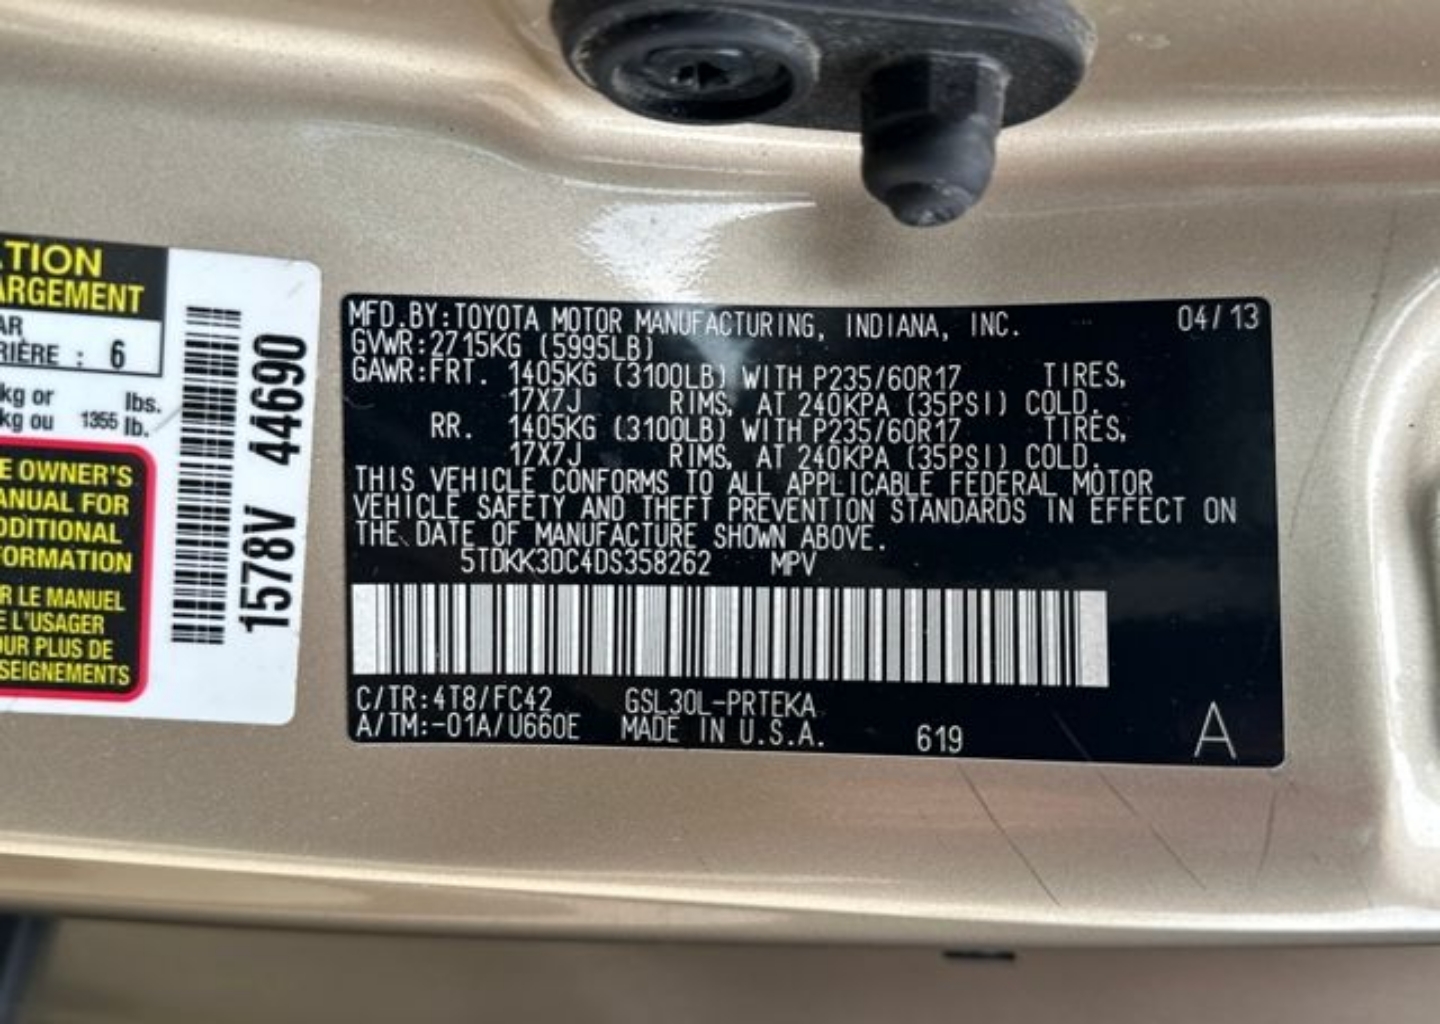 TION
ARGEMENT
AR
RIÈRE : 6
kg or lbs.
kg ou 1355 lb.
E OWNER'S
ANUAL FOR
DDITIONAL
FORMATION
R LE MANUEL
E L'USAGER
OUR PLUS DE
SEIGNEMENTS
1578V 44690
MFD.BY:TOYOTA MOTOR MANUFACTURING, INDIANA, INC. 04/13
GVWR:2715KG (5995LB)
GAWR:FRT. 1405KG (3100LB) WITH P235/60R17 TIRES,
17X7J RIMS, AT 240KPA (35PSI) COLD.
RR. 1405KG (3100LB) WITH P235/60R17 TIRES,
17X7J RIMS, AT 240KPA (35PSI) COLD.
THIS VEHICLE CONFORMS TO ALL APPLICABLE FEDERAL MOTOR
VEHICLE SAFETY AND THEFT PREVENTION STANDARDS IN EFFECT ON
THE DATE OF MANUFACTURE SHOWN ABOVE.
5TDKK3DC4DS358262 MPV
C/TR:4T8/FC42 GSL30L-PRTEKA
A/TM:-01A/U660E MADE IN U.S.A. 619 A